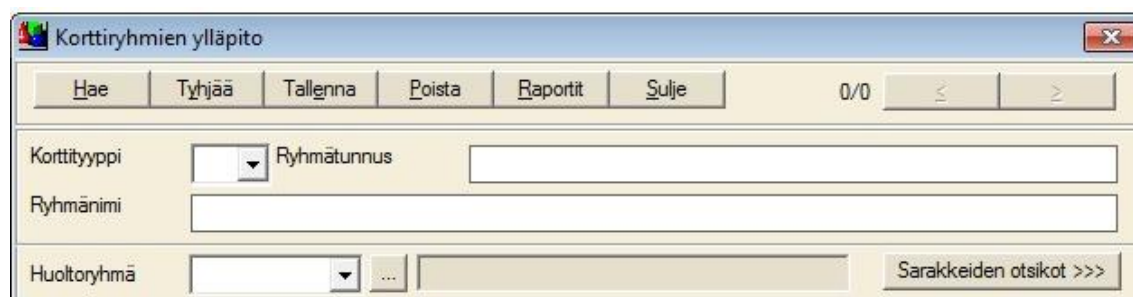 Korttiryhmien ylläpito
Hae Tyhjää Tallenna Poista Raportit Sulje 0/0 < >
Korttityyppi Ryhmätunnus
Ryhmänimi
Huoltoryhmä ... Sarakkeiden otsikot >>>